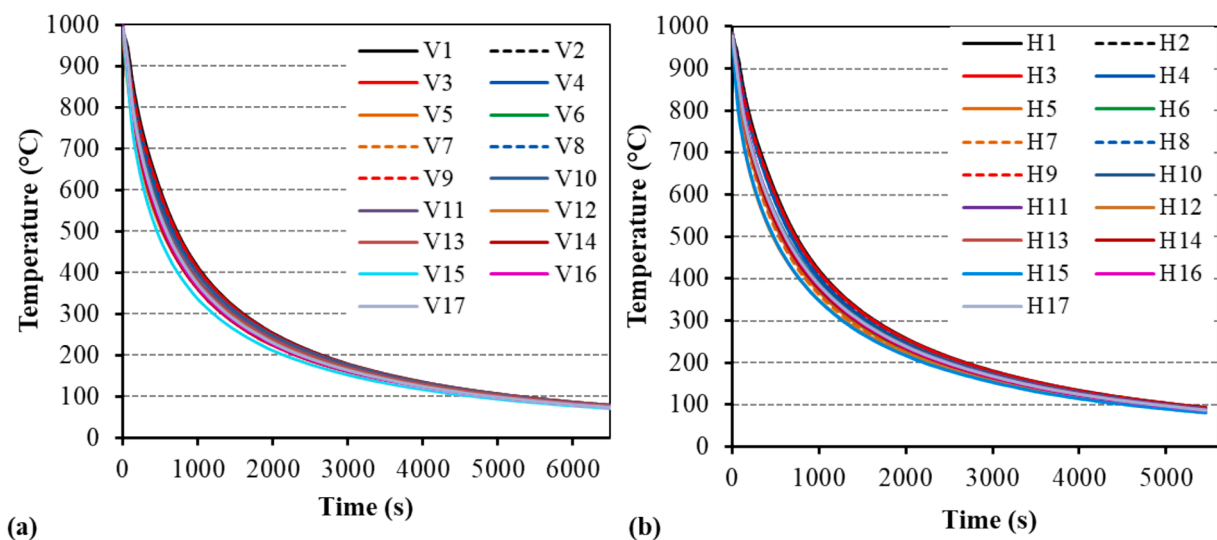 1000
900
800
700
600
500
400
300
200
100
0
Temperature (°C)
V1 V2
V3 V4
V5 V6
V7 V8
V9 V10
V11 V12
V13 V14
V15 V16
V17
0 1000 2000 3000 4000 5000 6000
Time (s)
(a)
1000
900
800
700
600
500
400
300
200
100
0
Temperature (°C)
H1 H2
H3 H4
H5 H6
H7 H8
H9 H10
H11 H12
H13 H14
H15 H16
H17
0 1000 2000 3000 4000 5000
Time (s)
(b)